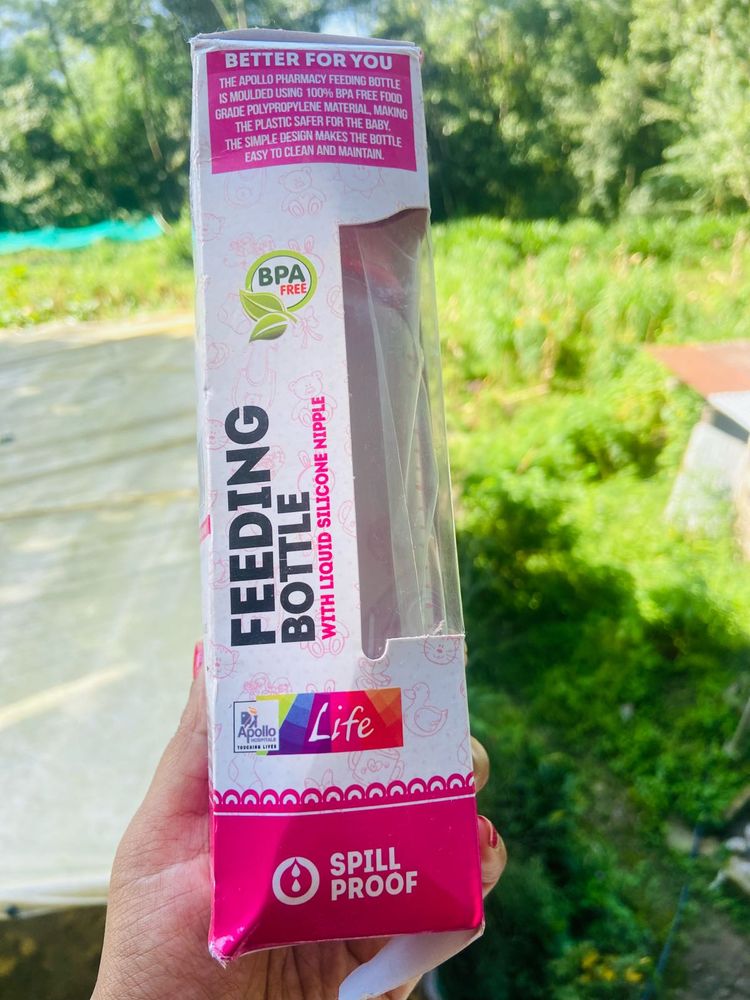 BETTER FOR YOU
THE APOLLO PHARMACY FEEDING BOTTLE
IS MOULDED USING 100% BPA FREE FOOD
GRADE POLYPROPYLENE MATERIAL, MAKING
THE PLASTIC SAFER FOR THE BABY.
THE SIMPLE DESIGN MAKES THE BOTTLE
EASY TO CLEAN AND MAINTAIN.
BPA
FREE
FEEDING
BOTTLE
WITH LIQUID SILICONE NIPPLE
Apollo
HOSPITALS
TOUCHING LIVES
Life
SPILL
PROOF